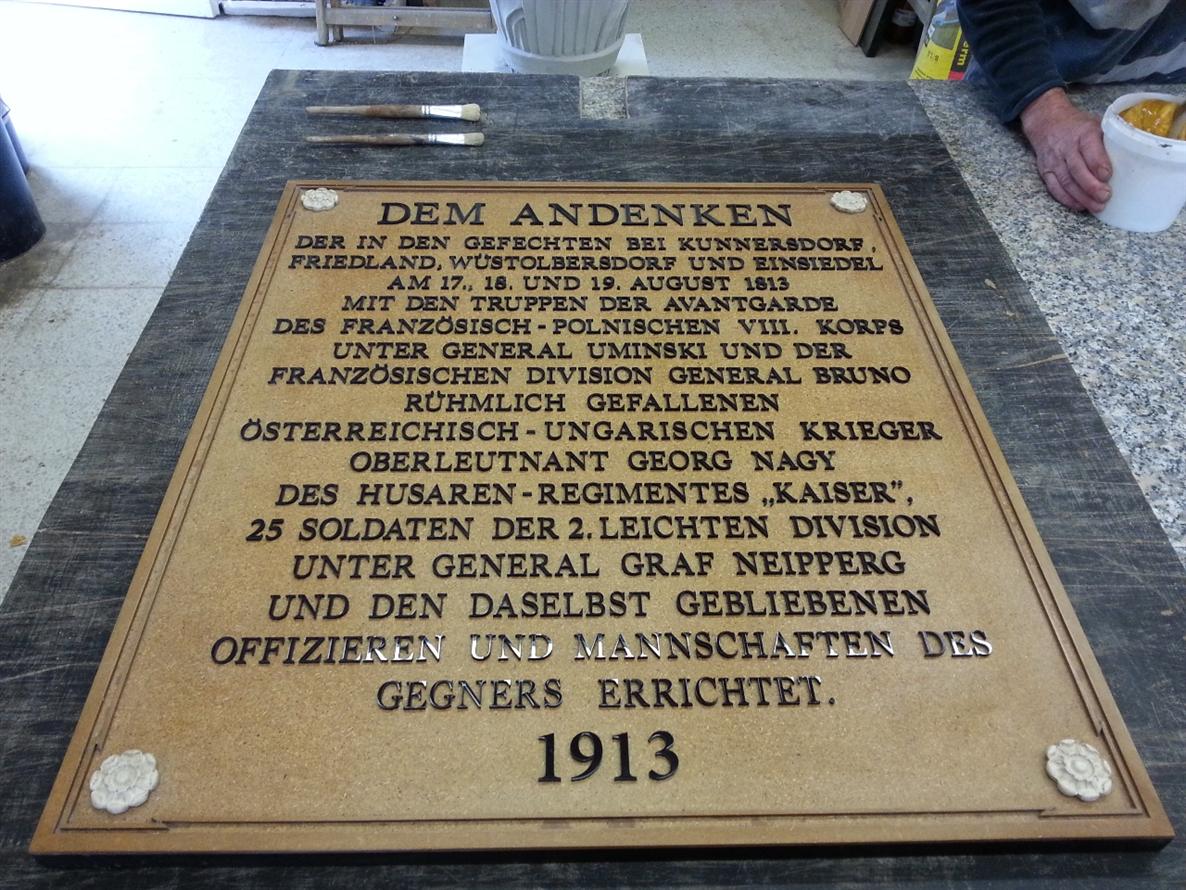 DEM ANDENKEN
DER IN DEN GEFECHTEN BEI KUNNERSDORF,
FRIEDLAND, WÜSTOLBERSDORF UND EINSIEDEL
AM 17., 18. UND 19. AUGUST 1813
MIT DEN TRUPPEN DER AVANTGARDE
DES FRANZÖSISCH-POLNISCHEN VIII. KORPS
UNTER GENERAL UMINSKI UND DER
FRANZÖSISCHEN DIVISION GENERAL BRUNO
RÜHMLICH GEFALLENEN
ÖSTERREICHISCH-UNGARISCHEN KRIEGER
OBERLEUTNANT GEORG NAGY
DES HUSAREN-REGIMENTES „KAISER”,
25 SOLDATEN DER 2. LEICHTEN DIVISION
UNTER GENERAL GRAF NEIPPERG
UND DEN DASELBST GEBLIEBENEN
OFFIZIEREN UND MANNSCHAFTEN DES
GEGNERS ERRICHTET.
1913